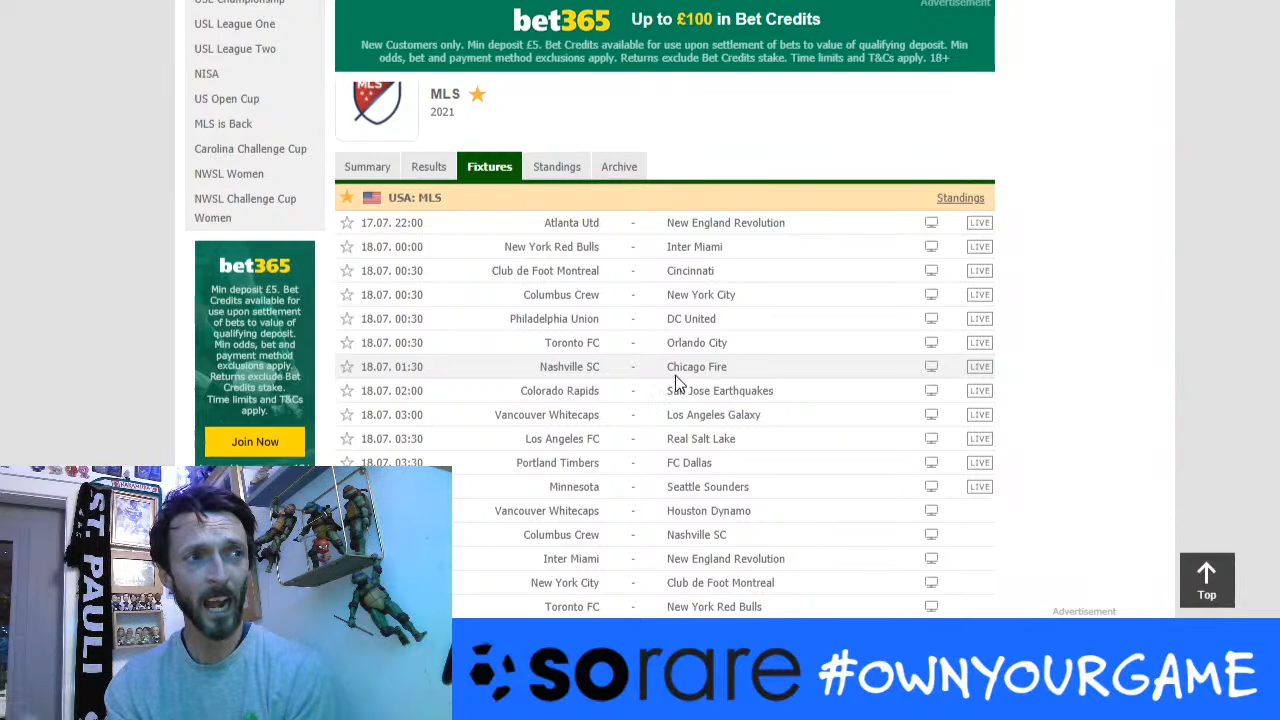 USL Championship
USL League One
USL League Two
NISA
US Open Cup
MLS is Back
Carolina Challenge Cup
NWSL Women
NWSL Challenge Cup
Women
Advertisement
bet365 Up to £100 in Bet Credits
New Customers only. Min deposit £5. Bet Credits available for use upon settlement of bets to value of qualifying deposit. Min
odds, bet and payment method exclusions apply. Returns exclude Bet Credits stake. Time limits and T&Cs apply. 18+
MLS
MLS
2021
Summary Results Fixtures Standings Archive
USA: MLS Standings
17.07. 22:00 Atlanta Utd - New England Revolution LIVE
18.07. 00:00 New York Red Bulls - Inter Miami LIVE
18.07. 00:30 Club de Foot Montreal - Cincinnati LIVE
18.07. 00:30 Columbus Crew - New York City LIVE
18.07. 00:30 Philadelphia Union - DC United LIVE
18.07. 00:30 Toronto FC - Orlando City LIVE
18.07. 01:30 Nashville SC - Chicago Fire LIVE
18.07. 02:00 Colorado Rapids - San Jose Earthquakes LIVE
18.07. 03:00 Vancouver Whitecaps - Los Angeles Galaxy LIVE
18.07. 03:30 Los Angeles FC - Real Salt Lake LIVE
18.07. 03:30 Portland Timbers - FC Dallas LIVE
Minnesota - Seattle Sounders LIVE
Vancouver Whitecaps - Houston Dynamo
Columbus Crew - Nashville SC
Inter Miami - New England Revolution
New York City - Club de Foot Montreal
Toronto FC - New York Red Bulls
bet365
Min deposit £5. Bet
Credits available for
use upon settlement
of bets to value of
qualifying deposit.
Min odds, bet and
payment method
exclusions apply.
Returns exclude Bet
Credits stake.
Time limits and T&Cs
apply.
Join Now
Top
Advertisement
ST. PAULI
sorare #OWNYOURGAME